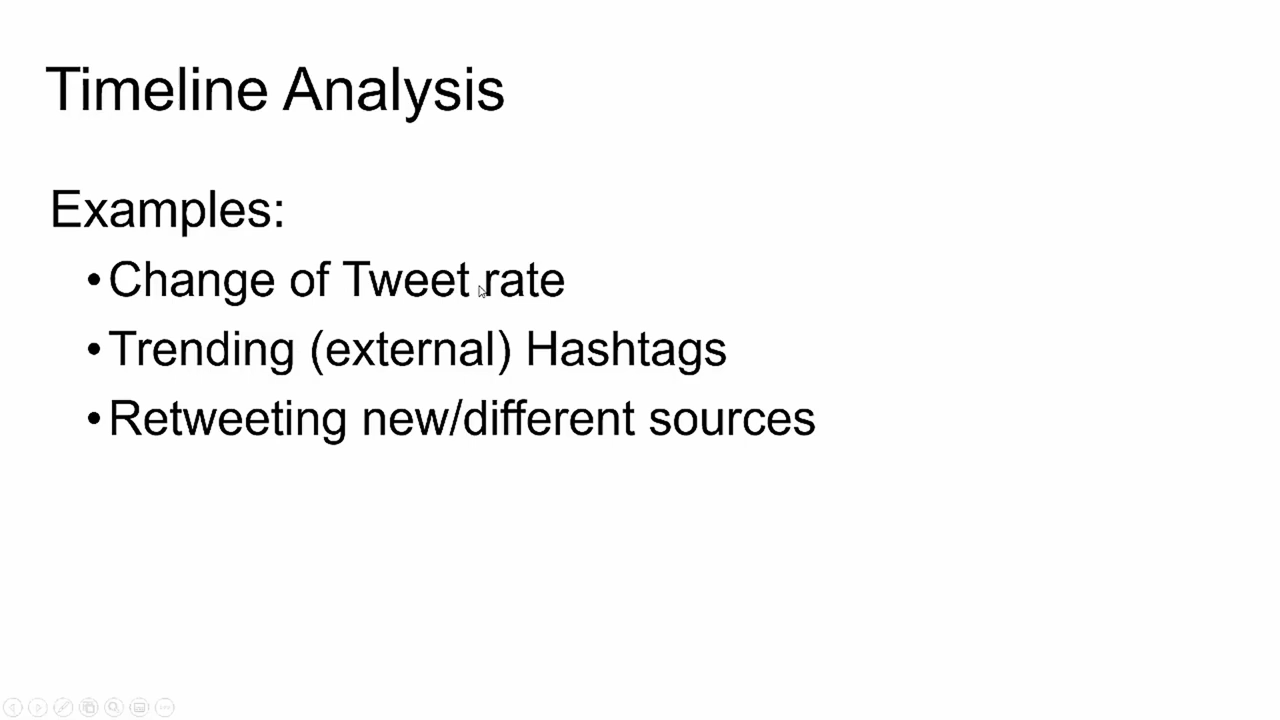 Timeline Analysis
Examples:
•Change of Tweet rate
•Trending (external) Hashtags
•Retweeting new/different sources